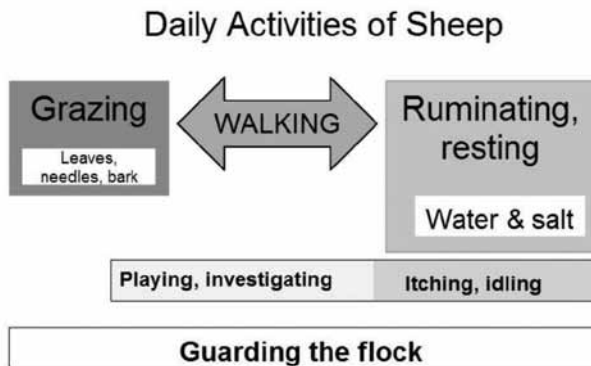 Daily Activities of Sheep
Grazing
Leaves,
needles, bark
WALKING
Ruminating,
resting
Water & salt
Playing, investigating
Itching, idling
Guarding the flock